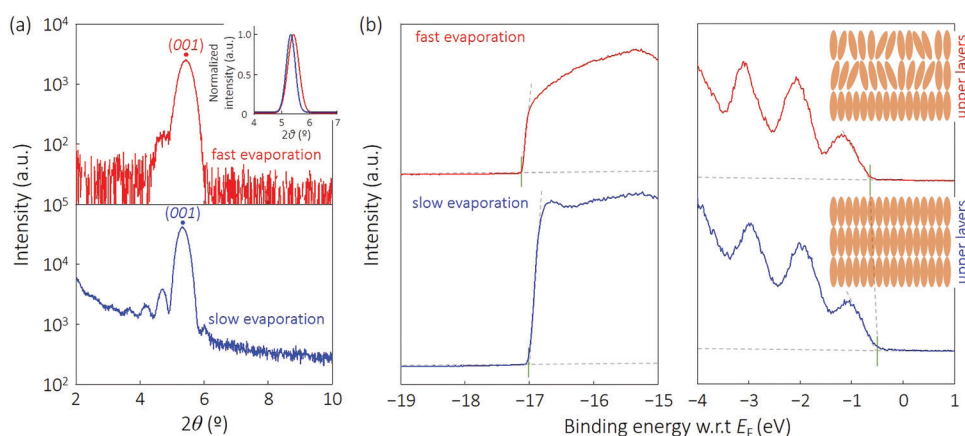 (a)
10⁴
10³
10²
10⁵
10⁴
10³
10²
Intensity (a.u.)
(001)
fast evaporation
Normalized
intensity (a.u.)
1.0
0.5
0.0
4 5 6 7
2θ (º)
(001)
slow evaporation
2 4 6 8 10
2θ (º)
(b)
Intensity (a.u.)
fast evaporation
slow evaporation
−19 −18 −17 −16 −15
upper layers
upper layers
−4 −3 −2 −1 0 1
Binding energy w.r.t E_F (eV)